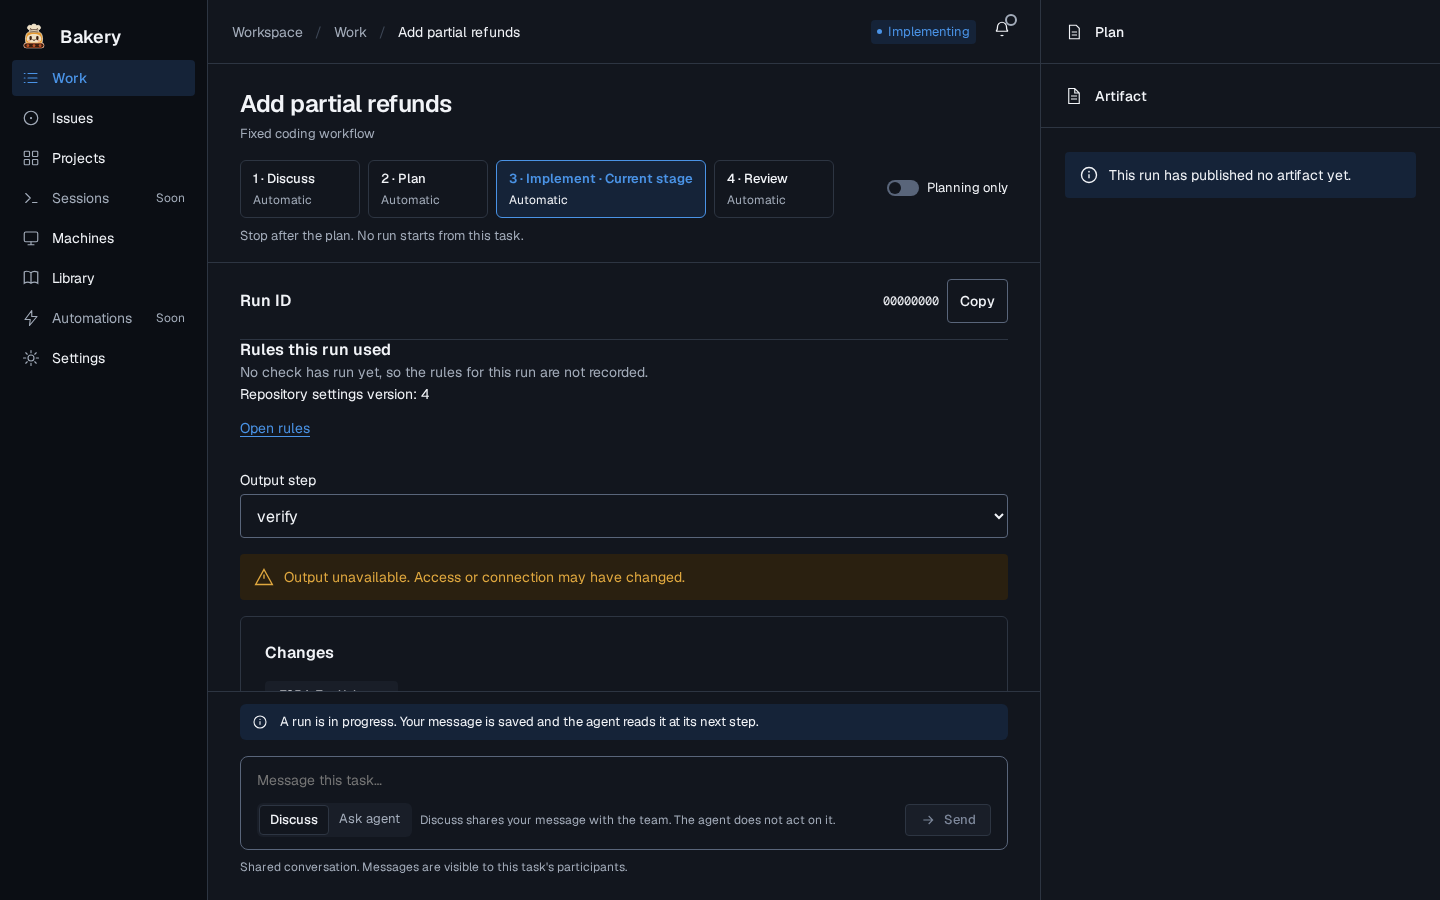 Bakery
Work
Issues
Projects
Sessions Soon
Machines
Library
Automations Soon
Settings
Workspace / Work / Add partial refunds
Implementing
Add partial refunds
Fixed coding workflow
1 · Discuss
Automatic
2 · Plan
Automatic
3 · Implement · Current stage
Automatic
4 · Review
Automatic
Planning only
Stop after the plan. No run starts from this task.
Run ID
00000000 Copy
Rules this run used
No check has run yet, so the rules for this run are not recorded.
Repository settings version: 4
Open rules
Output step
verify
Output unavailable. Access or connection may have changed.
Changes
A run is in progress. Your message is saved and the agent reads it at its next step.
Message this task...
Discuss Ask agent Discuss shares your message with the team. The agent does not act on it. Send
Shared conversation. Messages are visible to this task's participants.
Plan
Artifact
This run has published no artifact yet.